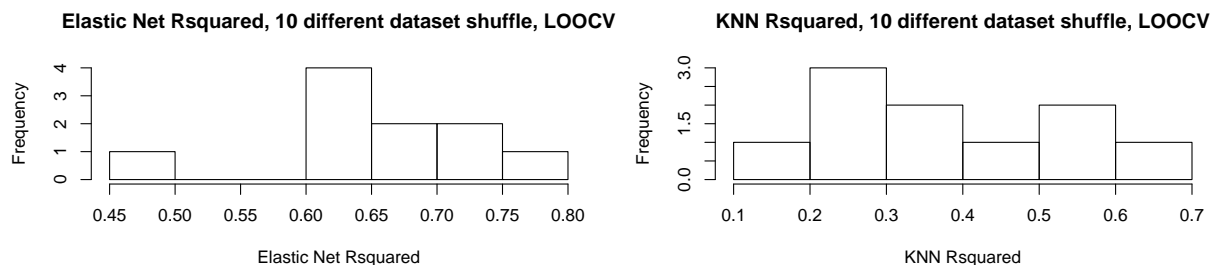 Elastic Net Rsquared, 10 different dataset shuffle, LOOCV
Frequency
4
3
2
1
0
0.45 0.50 0.55 0.60 0.65 0.70 0.75 0.80
Elastic Net Rsquared
KNN Rsquared, 10 different dataset shuffle, LOOCV
Frequency
3.0
1.5
0.0
0.1 0.2 0.3 0.4 0.5 0.6 0.7
KNN Rsquared